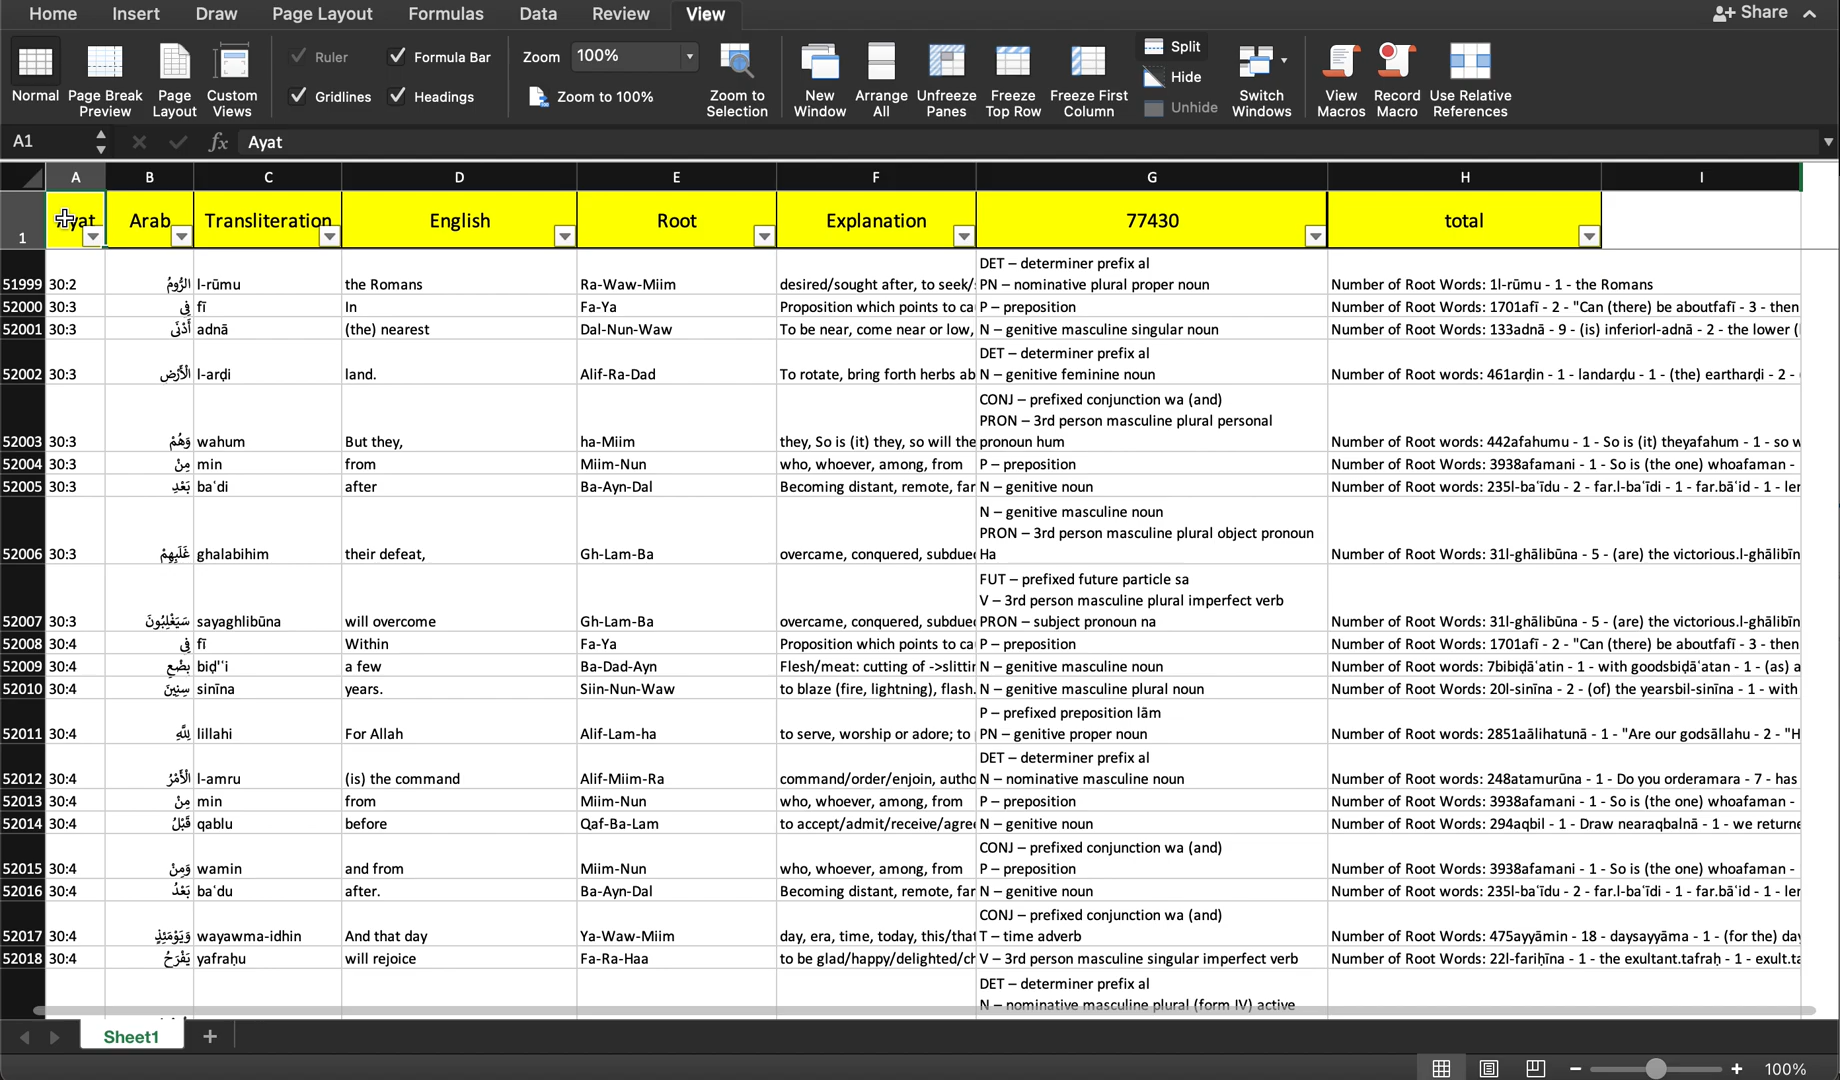 Home Insert Draw Page Layout Formulas Data Review View Share
Normal Page Break Preview Page Layout Custom Views Ruler Formula Bar Gridlines Headings Zoom 100% Zoom to 100% Zoom to Selection New Window Arrange All Unfreeze Panes Freeze Top Row Freeze First Column Split Hide Unhide Switch Windows View Macros Record Macro Use Relative References
A1 fx Ayat
A B C D E F G H I
1 Arab Transliteration English Root Explanation 77430 total
DET – determiner prefix al
51999 30:2 الرُّومُ l-rūmu the Romans Ra-Waw-Miim desired/sought after, to seek/ PN – nominative plural proper noun Number of Root Words: 1l-rūmu - 1 - the Romans
52000 30:3 فِي fī In Fa-Ya Proposition which points to ca P – preposition Number of Root Words: 1701afī - 2 - "Can (there) be aboutfafī - 3 - then
52001 30:3 أَدْنَى adnā (the) nearest Dal-Nun-Waw To be near, come near or low, N – genitive masculine singular noun Number of Root Words: 133adnā - 9 - (is) inferiorl-adnā - 2 - the lower (
DET – determiner prefix al
52002 30:3 الْأَرْضِ l-arḍi land. Alif-Ra-Dad To rotate, bring forth herbs ab N – genitive feminine noun Number of Root words: 461arḍin - 1 - landarḍu - 1 - (the) eartharḍi - 2 -
CONJ – prefixed conjunction wa (and)
PRON – 3rd person masculine plural personal
52003 30:3 وَهُمْ wahum But they, ha-Miim they, So is (it) they, so will the pronoun hum Number of Root words: 442afahumu - 1 - So is (it) theyafahum - 1 - so w
52004 30:3 مِنْ min from Miim-Nun who, whoever, among, from P – preposition Number of Root words: 3938afamani - 1 - So is (the one) whoafaman -
52005 30:3 بَعْدِ baʿdi after Ba-Ayn-Dal Becoming distant, remote, far N – genitive noun Number of Root Words: 235l-baʿīdu - 2 - far.l-baʿīdi - 1 - far.bāʿid - 1 - ler
N – genitive masculine noun
PRON – 3rd person masculine plural object pronoun
52006 30:3 غَلَبِهِمْ ghalabihim their defeat, Gh-Lam-Ba overcame, conquered, subdue Ha Number of Root Words: 31l-ghālibūna - 5 - (are) the victorious.l-ghālibīn
FUT – prefixed future particle sa
V – 3rd person masculine plural imperfect verb
52007 30:3 سَيَغْلِبُونَ sayaghlibūna will overcome Gh-Lam-Ba overcame, conquered, subdue PRON – subject pronoun na Number of Root Words: 31l-ghālibūna - 5 - (are) the victorious.l-ghālibīn
52008 30:4 فِي fī Within Fa-Ya Proposition which points to ca P – preposition Number of Root Words: 1701afī - 2 - "Can (there) be aboutfafī - 3 - then
52009 30:4 بِضْعِ biḍ'ʿi a few Ba-Dad-Ayn Flesh/meat: cutting of ->slittir N – genitive masculine noun Number of Root Words: 7bibiḍāʿatin - 1 - with goodsbiḍāʿatan - 1 - (as) a
52010 30:4 سِنِينَ sinīna years. Siin-Nun-Waw to blaze (fire, lightning), flash. N – genitive masculine plural noun Number of Root Words: 20l-sinīna - 2 - (of) the yearsbil-sinīna - 1 - with
P – prefixed preposition lām
52011 30:4 لِلَّهِ lillahi For Allah Alif-Lam-ha to serve, worship or adore; to PN – genitive proper noun Number of Root words: 2851aālihatunā - 1 - "Are our godsāllahu - 2 - "H
DET – determiner prefix al
52012 30:4 الْأَمْرُ l-amru (is) the command Alif-Miim-Ra command/order/enjoin, autho N – nominative masculine noun Number of Root words: 248atamurūna - 1 - Do you orderamara - 7 - has
52013 30:4 مِنْ min from Miim-Nun who, whoever, among, from P – preposition Number of Root words: 3938afamani - 1 - So is (the one) whoafaman -
52014 30:4 قَبْلُ qablu before Qaf-Ba-Lam to accept/admit/receive/agre N – genitive noun Number of Root Words: 294aqbil - 1 - Draw nearaqbalnā - 1 - we returne
CONJ – prefixed conjunction wa (and)
52015 30:4 وَمِنْ wamin and from Miim-Nun who, whoever, among, from P – preposition Number of Root words: 3938afamani - 1 - So is (the one) whoafaman -
52016 30:4 بَعْدُ baʿdu after. Ba-Ayn-Dal Becoming distant, remote, far N – genitive noun Number of Root Words: 235l-baʿīdu - 2 - far.l-baʿīdi - 1 - far.bāʿid - 1 - ler
CONJ – prefixed conjunction wa (and)
52017 30:4 وَيَوْمَئِذٍ wayawma-idhin And that day Ya-Waw-Miim day, era, time, today, this/that T – time adverb Number of Root Words: 475ayyāmin - 18 - daysayyāma - 1 - (for the) day
52018 30:4 يَفْرَحُ yafraḥu will rejoice Fa-Ra-Haa to be glad/happy/delighted/ch V – 3rd person masculine singular imperfect verb Number of Root Words: 22l-fariḥīna - 1 - the exultant.tafraḥ - 1 - exult.ta
DET – determiner prefix al
N – nominative masculine plural (form IV) active
Sheet1
100%